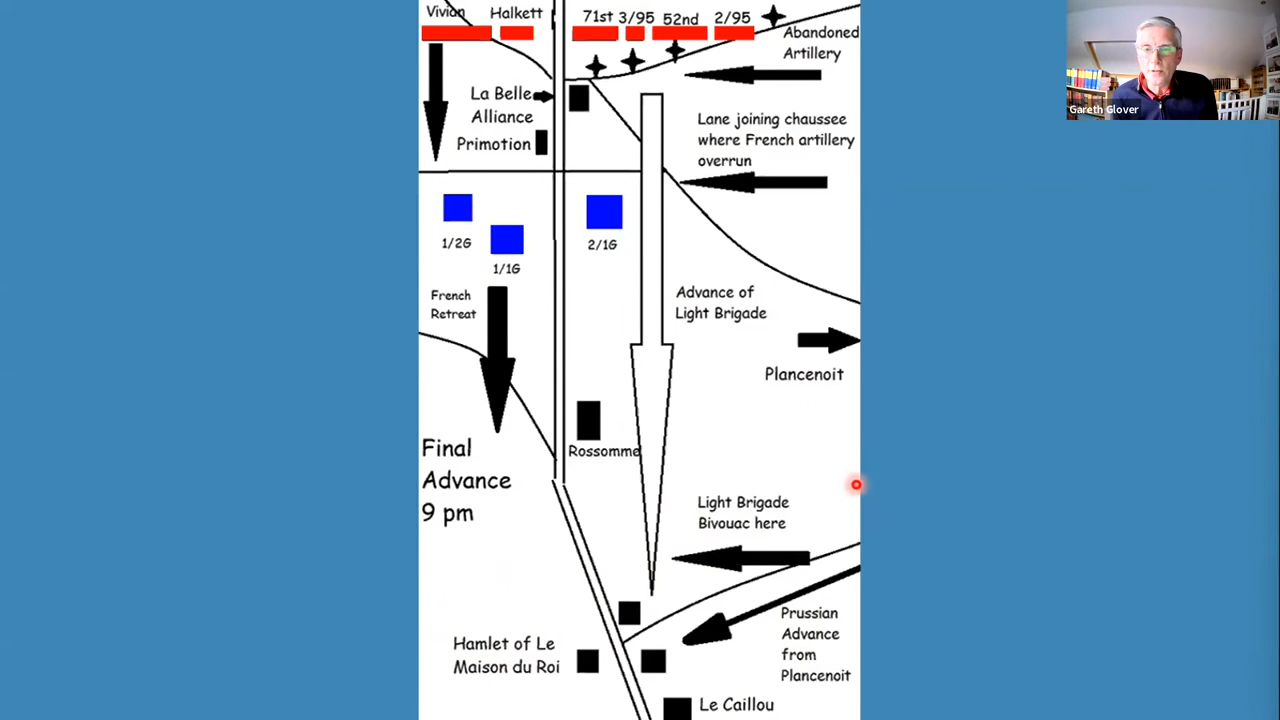 Vivian
Halkett
71st
3/95
52nd
2/95
Abandoned
Artillery
Gareth Glover
La Belle
Alliance
Primotion
Lane joining chaussee
where French artillery
overrun
1/2G
1/1G
2/1G
French
Retreat
Advance of
Light Brigade
Plancenoit
Final
Advance
9 pm
Rossomme
Light Brigade
Bivouac here
Hamlet of Le
Maison du Roi
Prussian
Advance
from
Plancenoit
Le Caillou